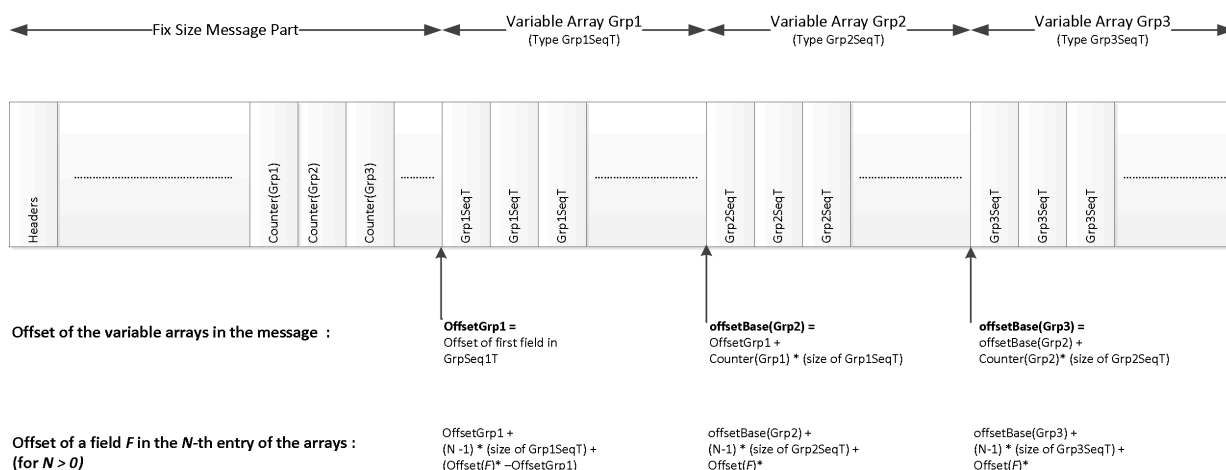 Fix Size Message Part
Variable Array Grp1
(Type Grp1SeqT)
Variable Array Grp2
(Type Grp2SeqT)
Variable Array Grp3
(Type Grp3SeqT)
Headers
Counter(Grp1)
Counter(Grp2)
Counter(Grp3)
Grp1SeqT
Grp1SeqT
Grp1SeqT
Grp2SeqT
Grp2SeqT
Grp2SeqT
Grp3SeqT
Grp3SeqT
Grp3SeqT
Offset of the variable arrays in the message :
OffsetGrp1 =
Offset of first field in
GrpSeq1T
offsetBase(Grp2) =
OffsetGrp1 +
Counter(Grp1) * (size of Grp1SeqT)
offsetBase(Grp3) =
offsetBase(Grp2) +
Counter(Grp2)* (size of Grp2SeqT)
Offset of a field F in the N-th entry of the arrays :
(for N > 0)
OffsetGrp1 +
(N -1) * (size of Grp1SeqT) +
(Offset(F)* –OffsetGrp1)
offsetBase(Grp2) +
(N-1) * (size of Grp2SeqT) +
Offset(F)*
offsetBase(Grp3) +
(N-1) * (size of Grp3SeqT) +
Offset(F)*